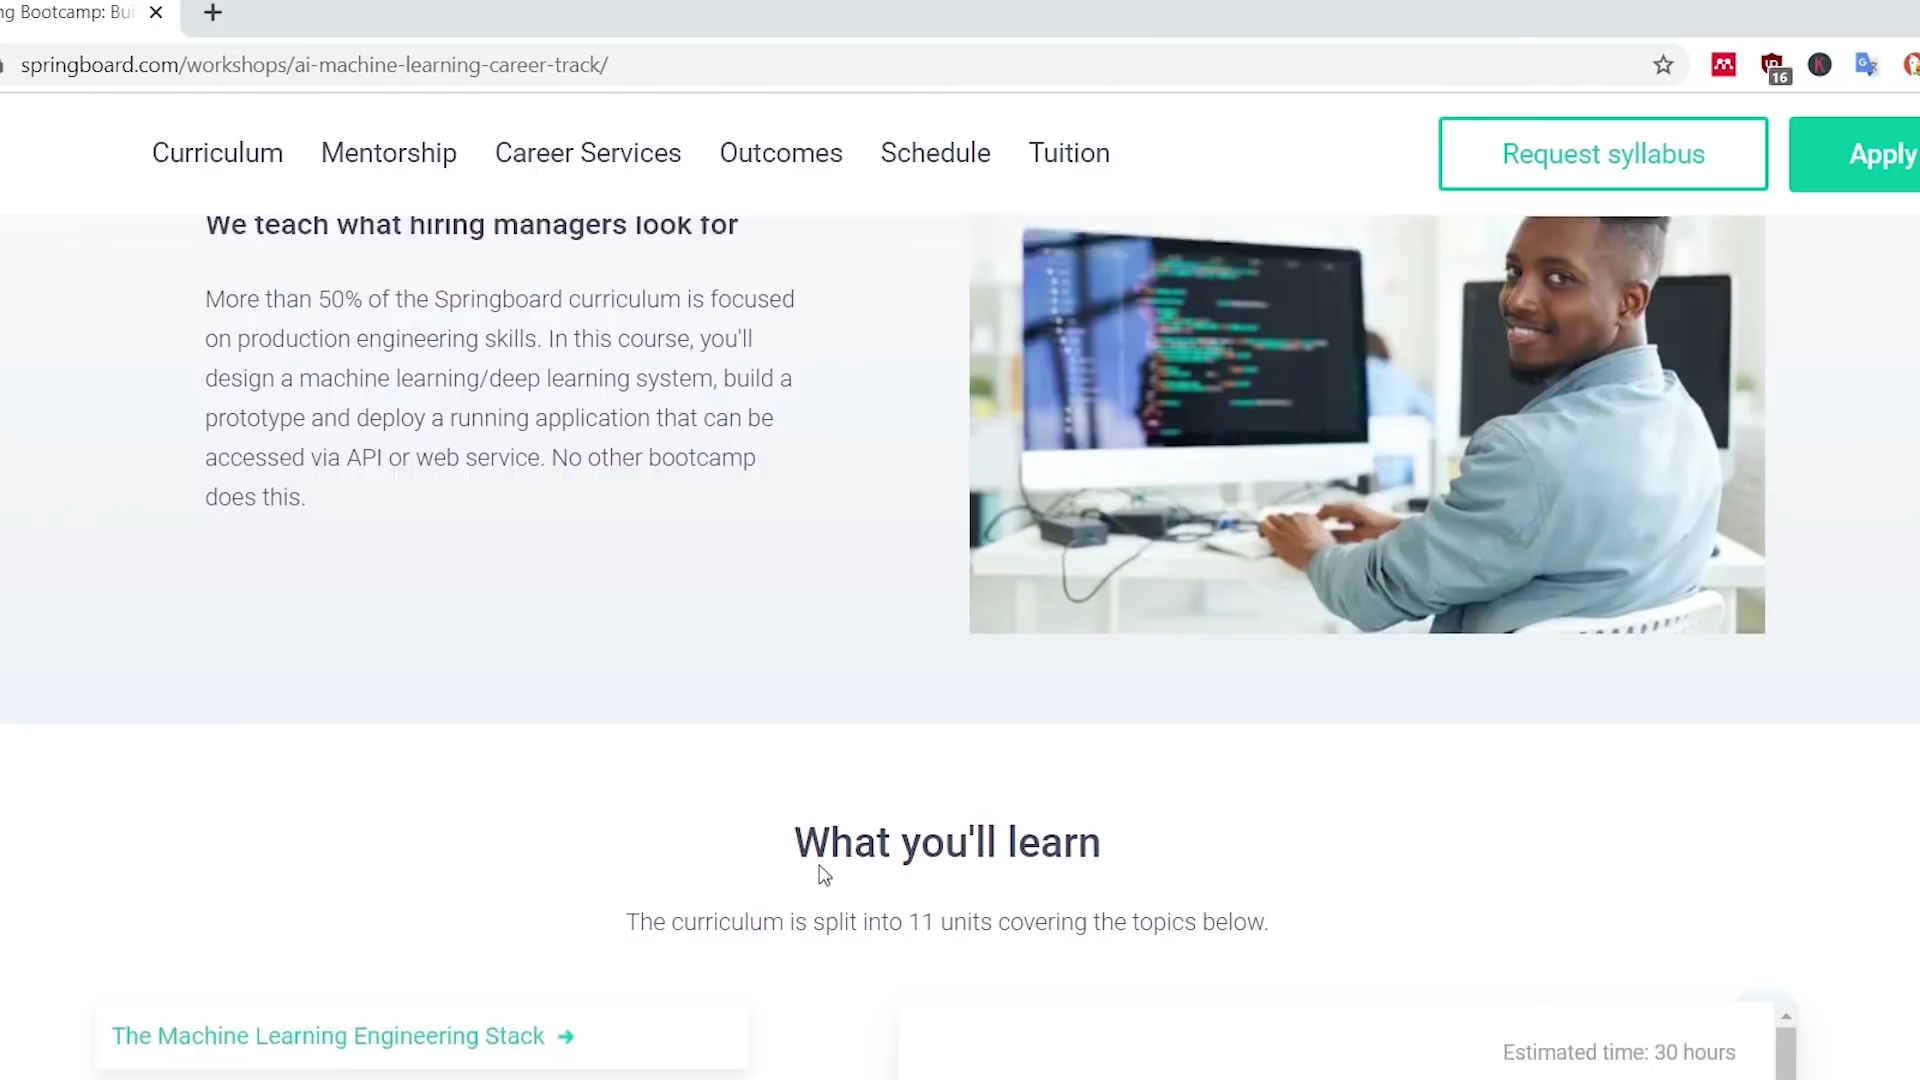 ng Bootcamp: Bui
springboard.com/workshops/ai-machine-learning-career-track/
16
K
G
Curriculum Mentorship Career Services Outcomes Schedule Tuition
Request syllabus
Apply
We teach what hiring managers look for
More than 50% of the Springboard curriculum is focused
on production engineering skills. In this course, you'll
design a machine learning/deep learning system, build a
prototype and deploy a running application that can be
accessed via API or web service. No other bootcamp
does this.
What you'll learn
The curriculum is split into 11 units covering the topics below.
The Machine Learning Engineering Stack
Estimated time: 30 hours